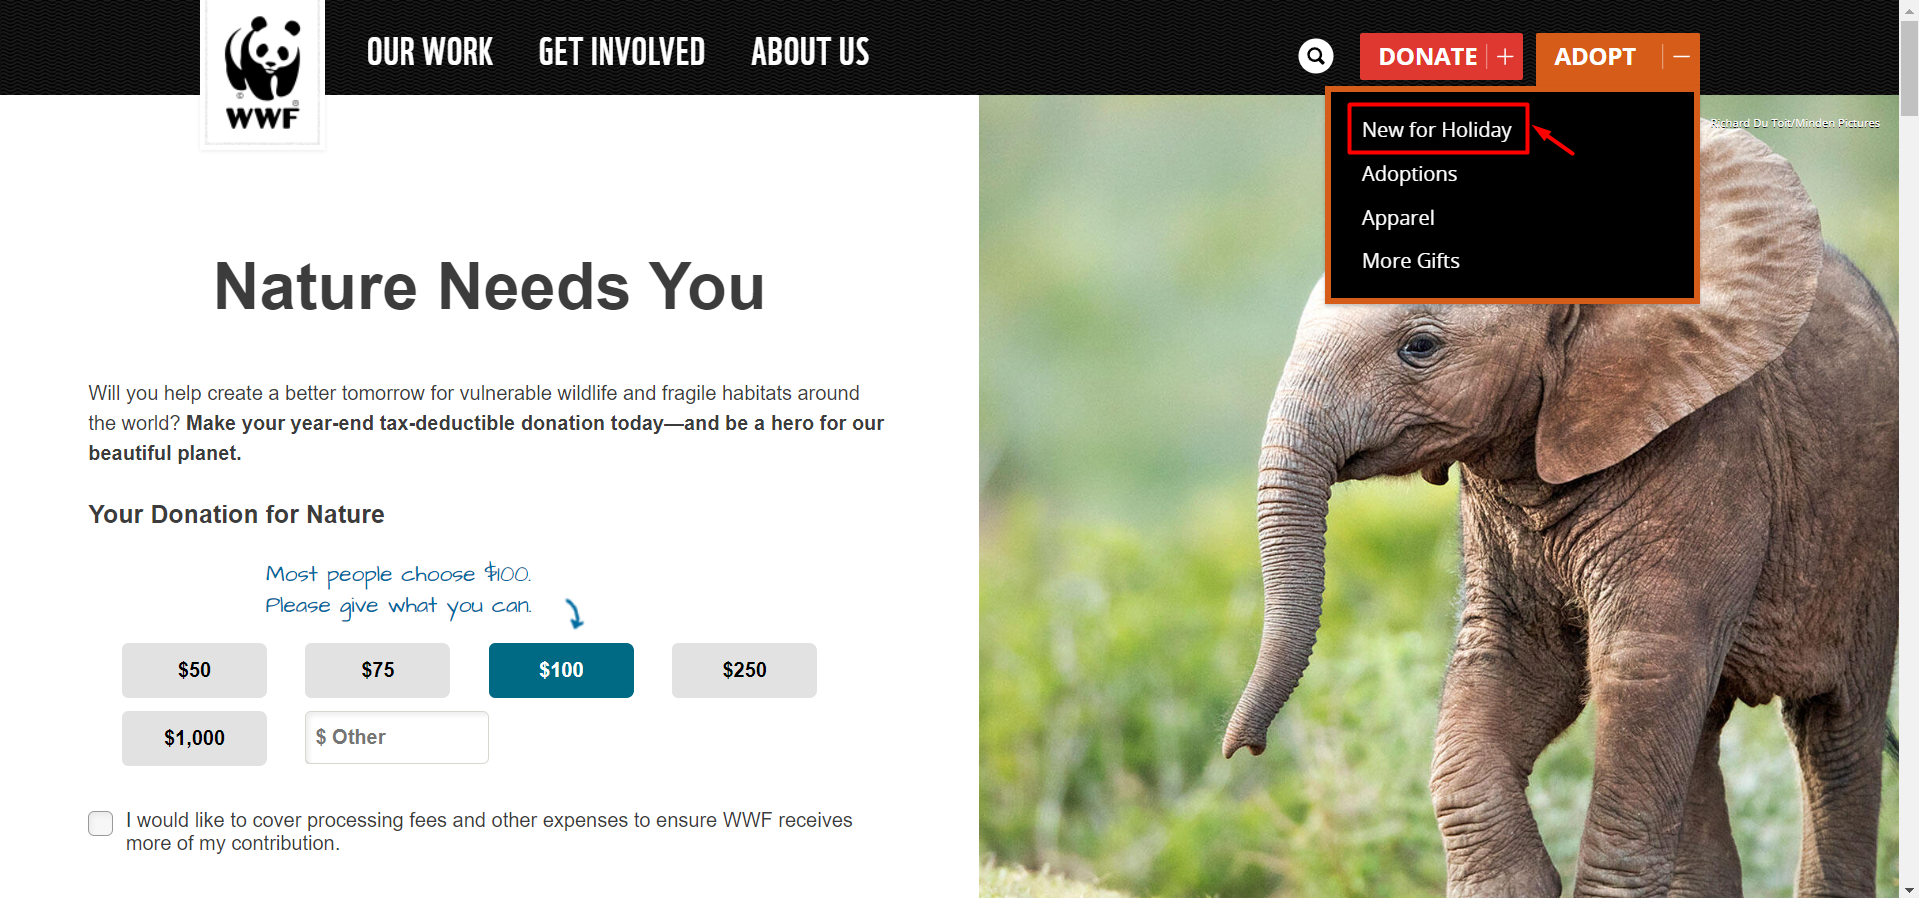 WWF
OUR WORK
GET INVOLVED
ABOUT US
DONATE +
ADOPT −
New for Holiday
Adoptions
Apparel
More Gifts
Richard Du Toit/Minden Pictures
Nature Needs You
Will you help create a better tomorrow for vulnerable wildlife and fragile habitats around
the world? Make your year-end tax-deductible donation today—and be a hero for our
beautiful planet.
Your Donation for Nature
Most people choose $100.
Please give what you can.
$50
$75
$100
$250
$1,000
$ Other
I would like to cover processing fees and other expenses to ensure WWF receives
more of my contribution.